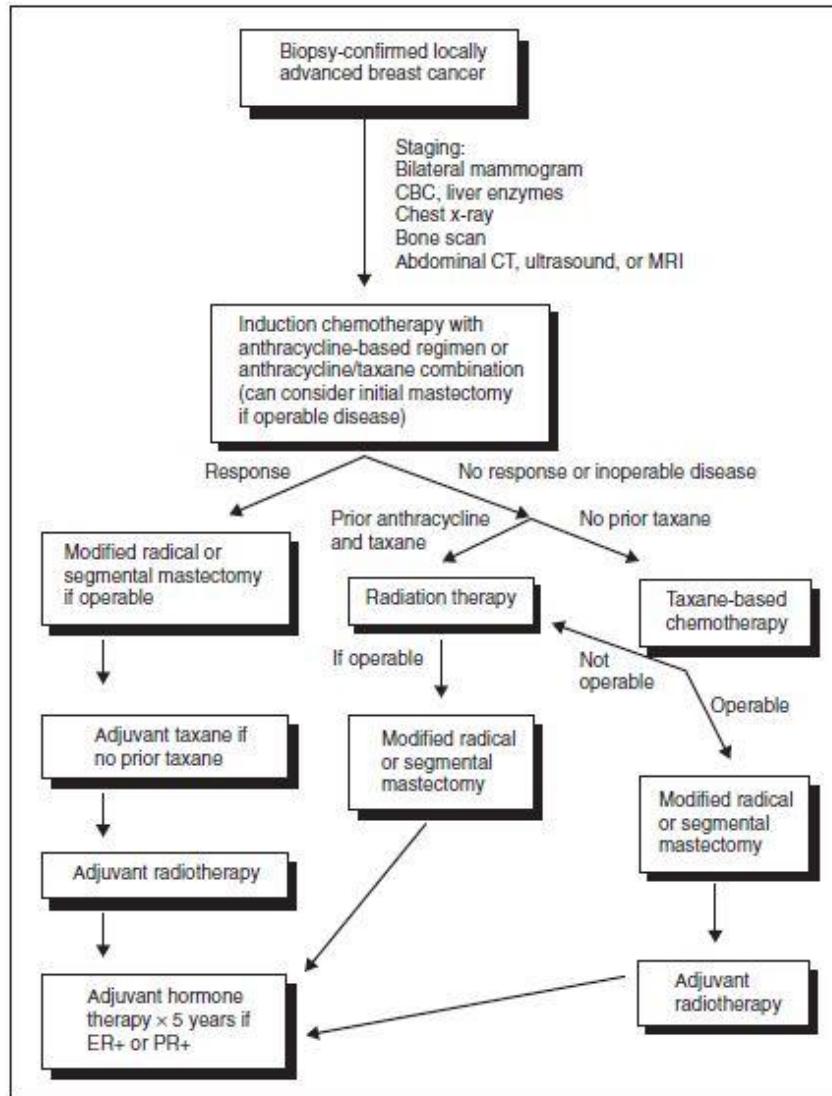 Biopsy-confirmed locally
advanced breast cancer
Staging:
Bilateral mammogram
CBC, liver enzymes
Chest x-ray
Bone scan
Abdominal CT, ultrasound, or MRI
Induction chemotherapy with
anthracycline-based regimen or
anthracycline/taxane combination
(can consider initial mastectomy
if operable disease)
Response
No response or inoperable disease
Prior anthracycline
and taxane
No prior taxane
Modified radical or
segmental mastectomy
if operable
Radiation therapy
Taxane-based
chemotherapy
If operable
Not
operable
Operable
Adjuvant taxane if
no prior taxane
Modified radical
or segmental
mastectomy
Modified radical
or segmental
mastectomy
Adjuvant radiotherapy
Adjuvant hormone
therapy × 5 years if
ER+ or PR+
Adjuvant
radiotherapy